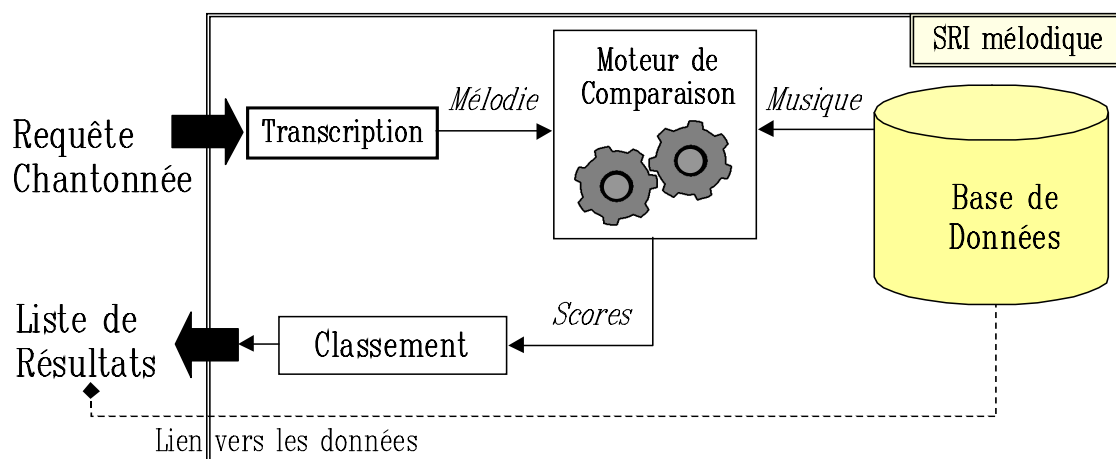 SRI mélodique
Moteur de
Comparaison
Mélodie
Musique
Requête
Chantonnée
Transcription
Base de
Données
Liste de
Résultats
Scores
Classement
Lien vers les données